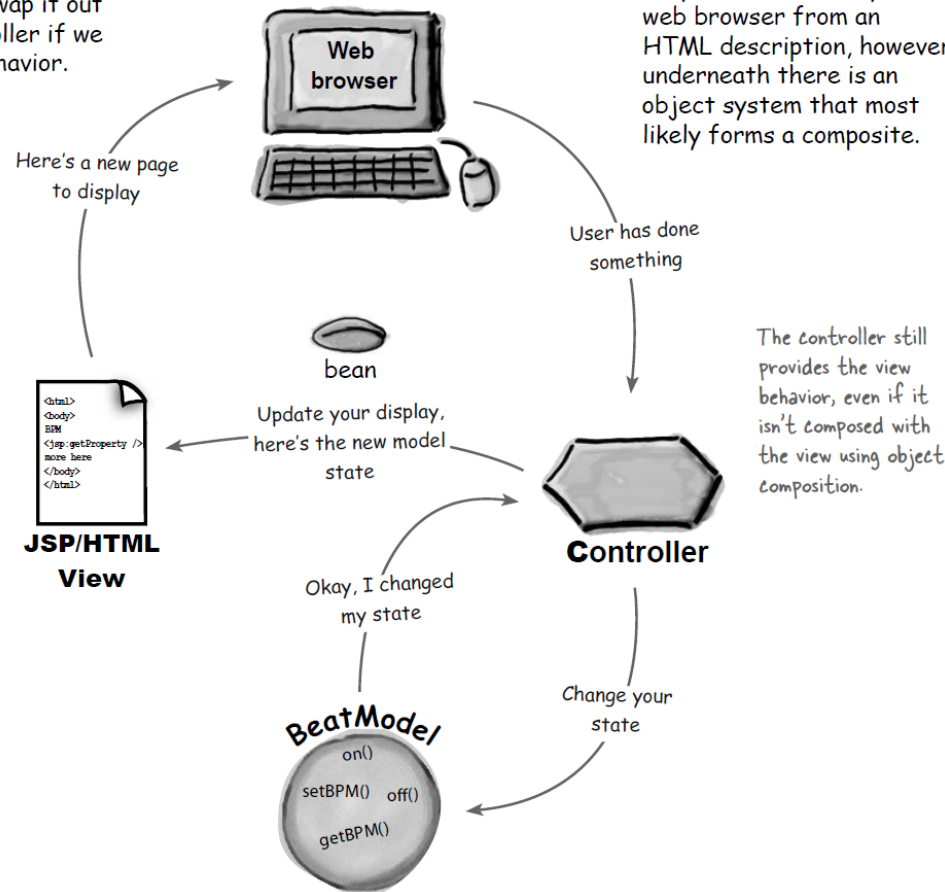 wap it out
oller if we
havior.
web browser from an
HTML description, however
underneath there is an
object system that most
likely forms a composite.
Web
browser
Here's a new page
to display
User has done
something
bean
Update your display,
here's the new model
state
The controller still
provides the view
behavior, even if it
isn't composed with
the view using object
composition.
<html>
<body>
BPM
<jsp:getProperty />
more here
</body>
</html>
JSP/HTML
View
Controller
Okay, I changed
my state
Change your
state
BeatModel
on()
setBPM() off()
getBPM()